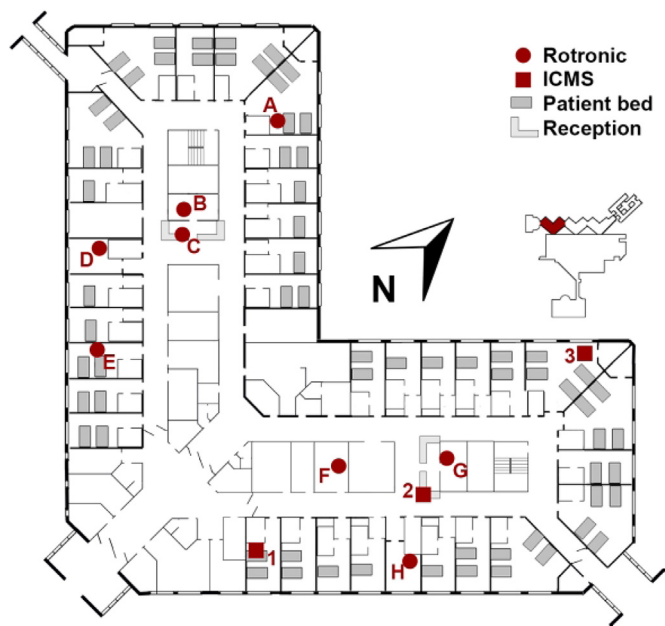 Rotronic
ICMS
Patient bed
Reception
A
B
C
D
E
N
3
F
G
2
1
H